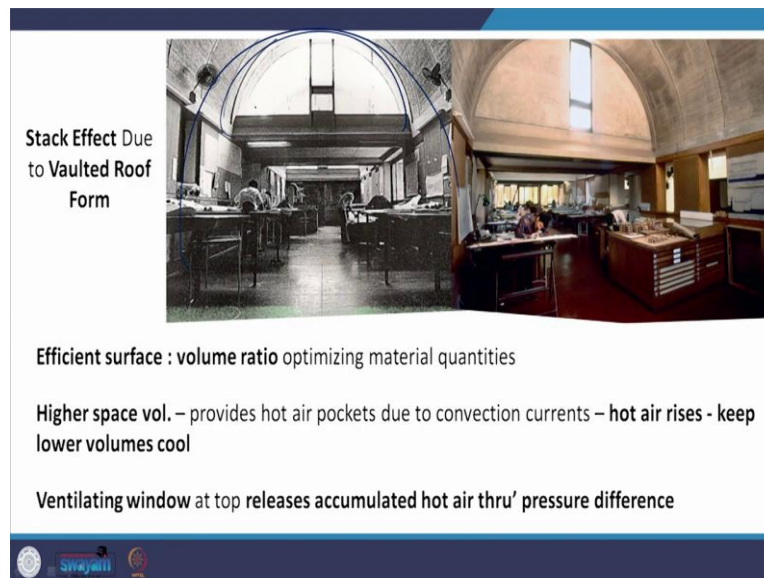 Stack Effect Due
to Vaulted Roof
Form
Efficient surface : volume ratio optimizing material quantities
Higher space vol. – provides hot air pockets due to convection currents – hot air rises - keep
lower volumes cool
Ventilating window at top releases accumulated hot air thru’ pressure difference
swayam